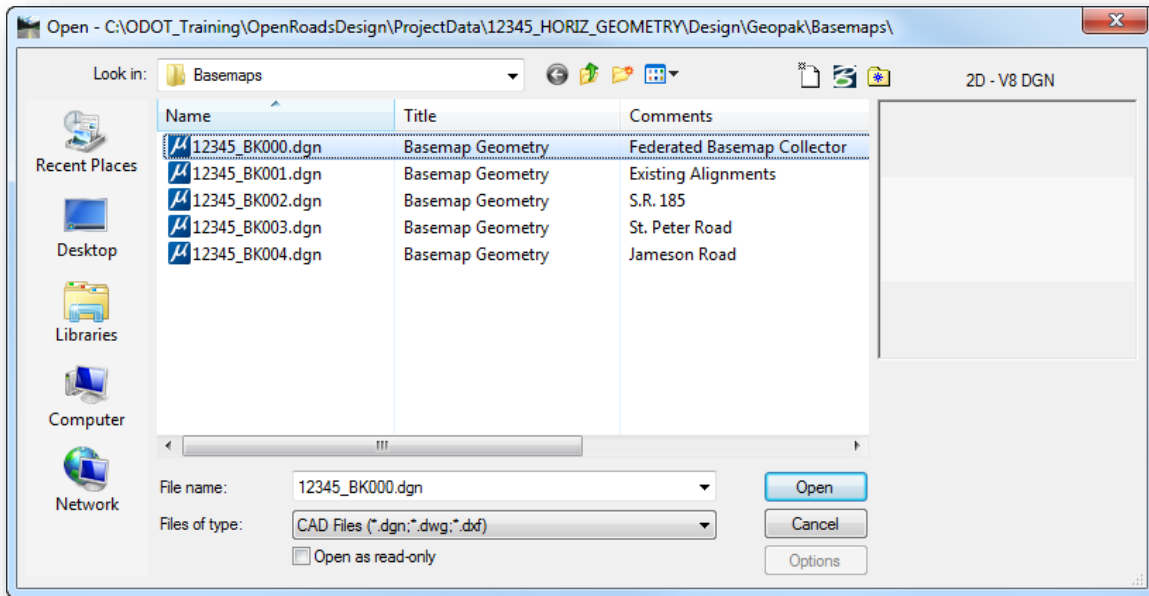 Open - C:\ODOT_Training\OpenRoadsDesign\ProjectData\12345_HORIZ_GEOMETRY\Design\Geopak\Basemaps\
Look in: Basemaps 2D - V8 DGN
Name Title Comments
12345_BK000.dgn Basemap Geometry Federated Basemap Collector
12345_BK001.dgn Basemap Geometry Existing Alignments
12345_BK002.dgn Basemap Geometry S.R. 185
12345_BK003.dgn Basemap Geometry St. Peter Road
12345_BK004.dgn Basemap Geometry Jameson Road
Recent Places
Desktop
Libraries
Computer
Network
File name: 12345_BK000.dgn Open
Files of type: CAD Files (*.dgn;*.dwg;*.dxf) Cancel
Open as read-only Options